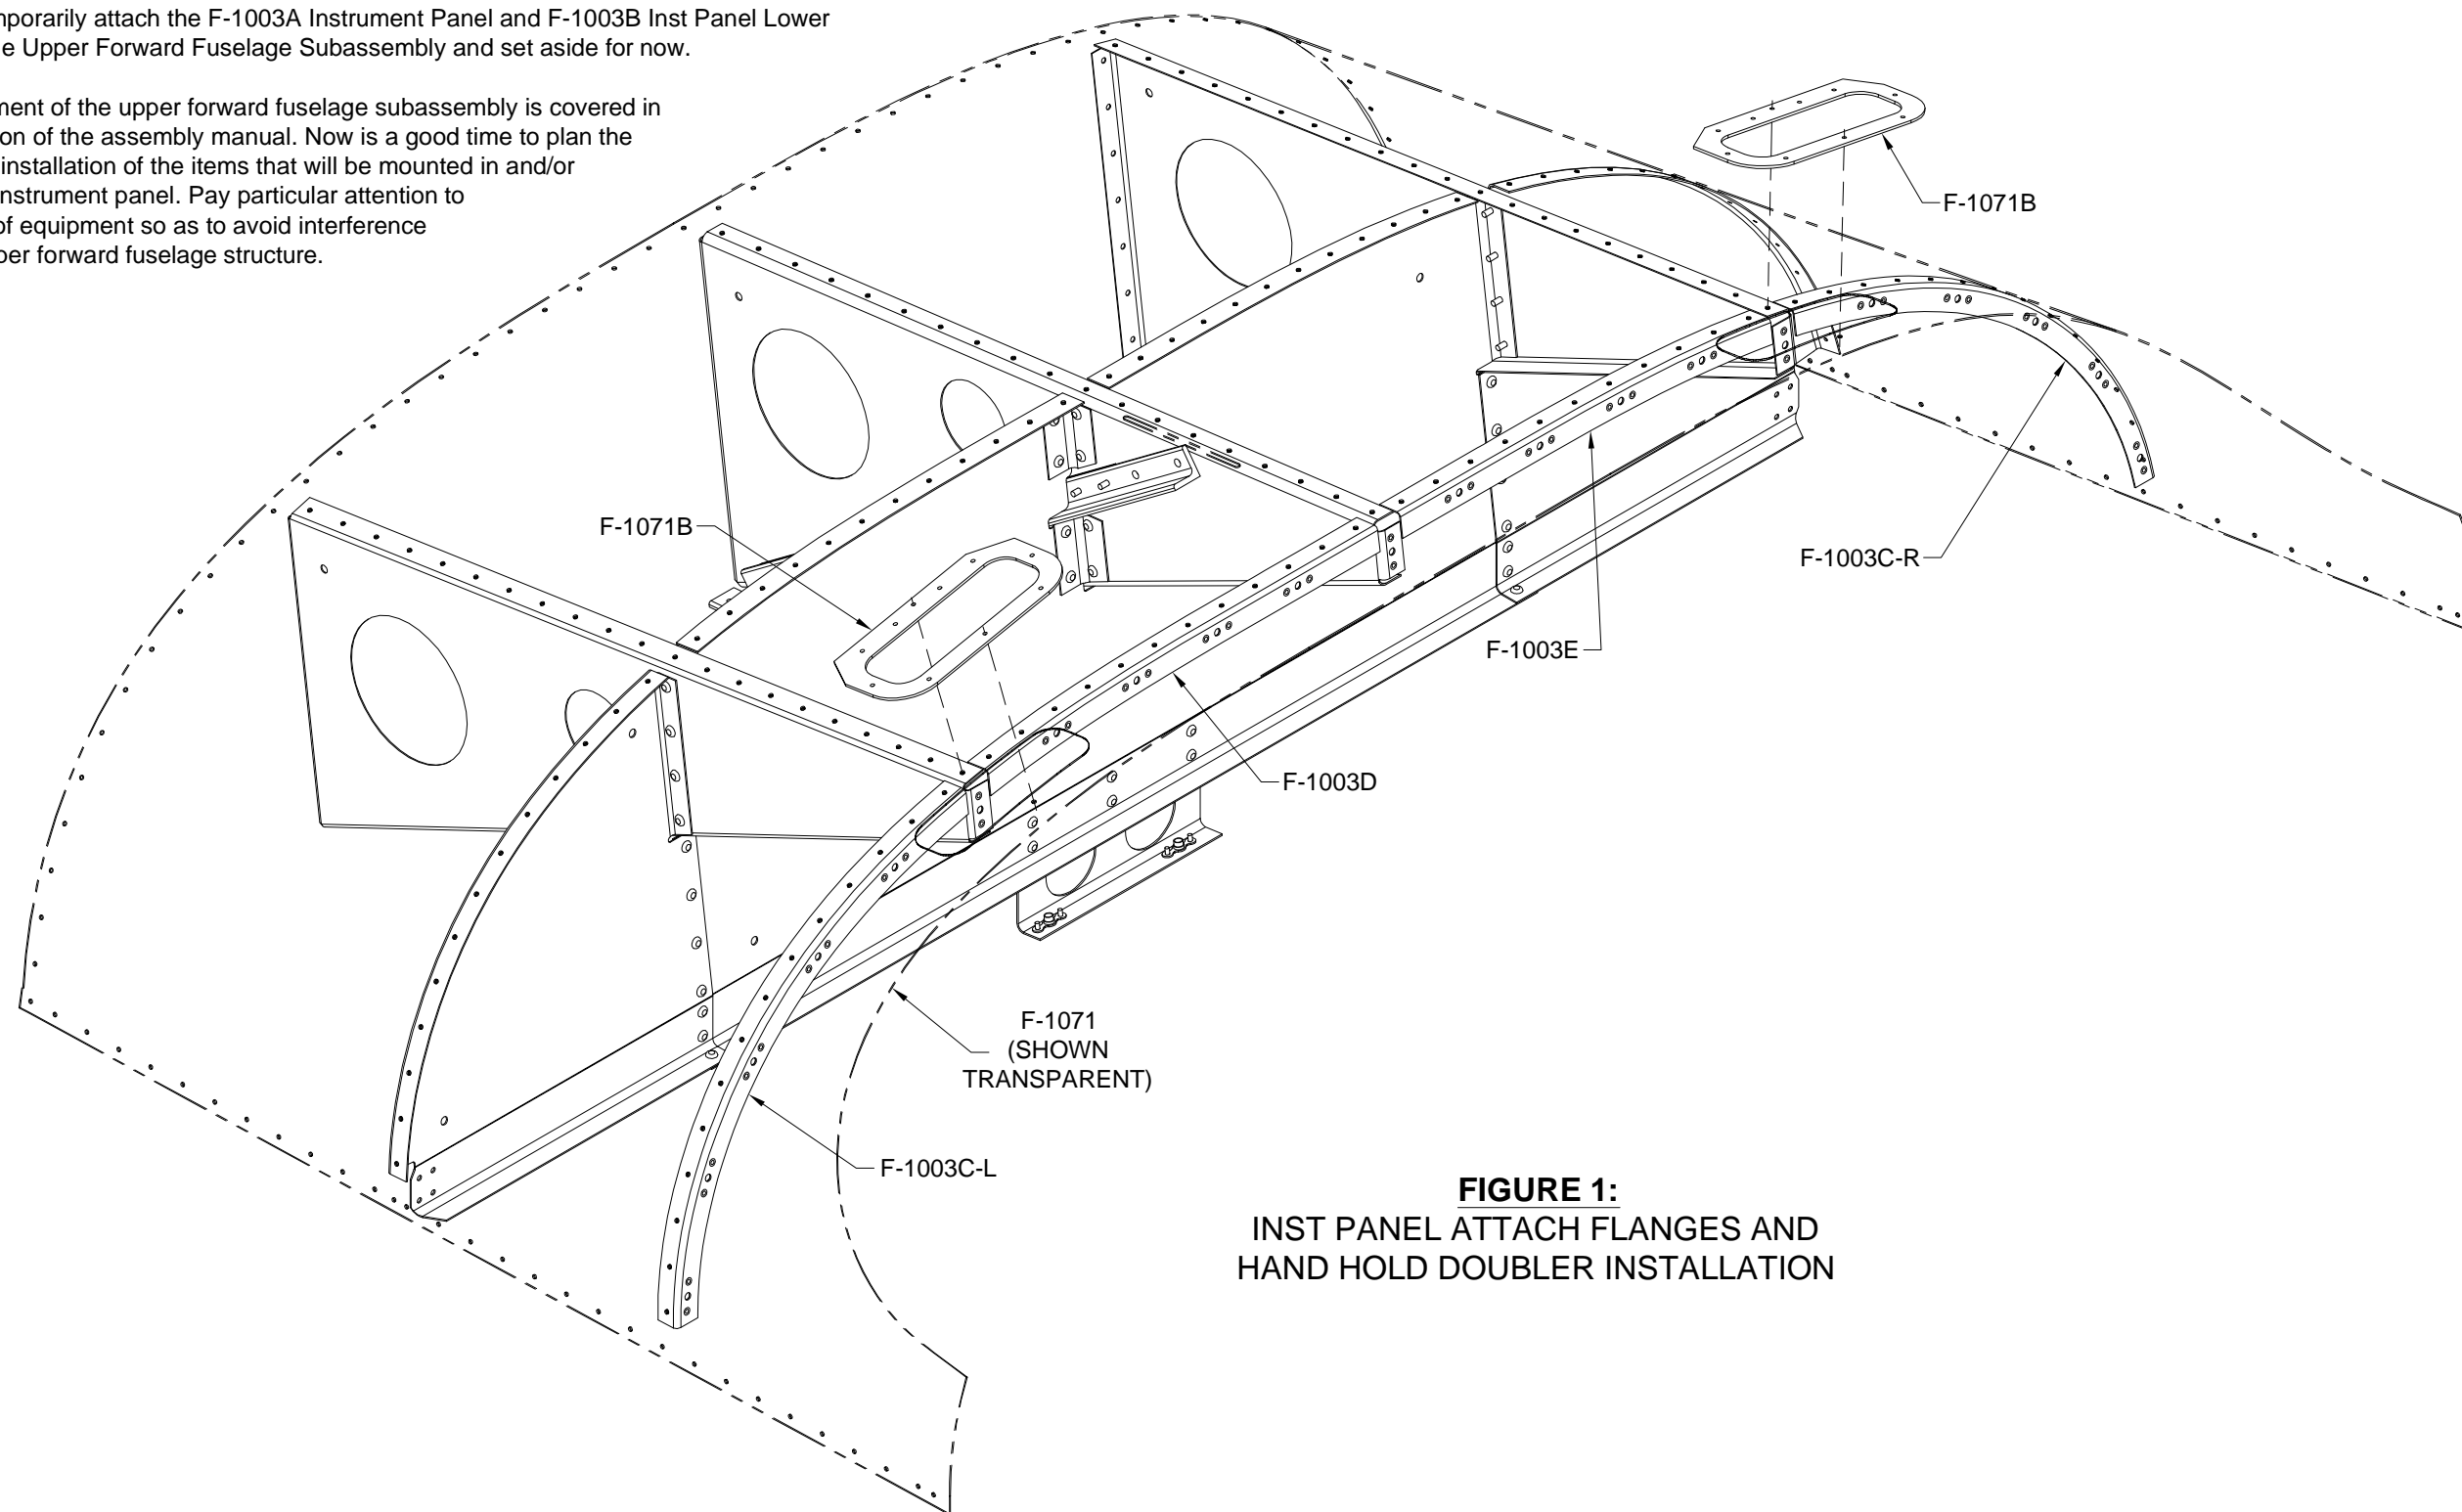 mporarily attach the F-1003A Instrument Panel and F-1003B Inst Panel Lower
e Upper Forward Fuselage Subassembly and set aside for now.
ment of the upper forward fuselage subassembly is covered in
on of the assembly manual. Now is a good time to plan the
installation of the items that will be mounted in and/or
nstrument panel. Pay particular attention to
of equipment so as to avoid interference
per forward fuselage structure.
F-1071B
F-1071B
F-1003C-R
F-1003E
F-1003D
F-1071
(SHOWN
TRANSPARENT)
F-1003C-L
FIGURE 1:
INST PANEL ATTACH FLANGES AND
HAND HOLD DOUBLER INSTALLATION